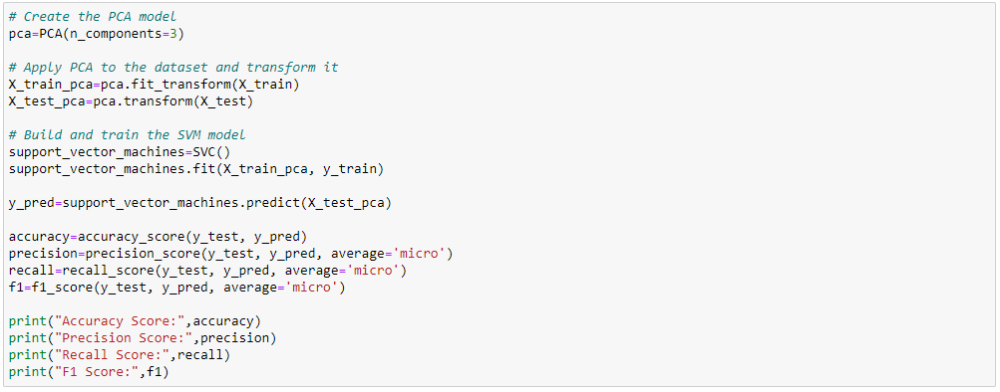 # Create the PCA model
pca=PCA(n_components=3)
# Apply PCA to the dataset and transform it
X_train_pca=pca.fit_transform(X_train)
X_test_pca=pca.transform(X_test)
# Build and train the SVM model
support_vector_machines=SVC()
support_vector_machines.fit(X_train_pca, y_train)
y_pred=support_vector_machines.predict(X_test_pca)
accuracy=accuracy_score(y_test, y_pred)
precision=precision_score(y_test, y_pred, average='micro')
recall=recall_score(y_test, y_pred, average='micro')
f1=f1_score(y_test, y_pred, average='micro')
print("Accuracy Score:",accuracy)
print("Precision Score:",precision)
print("Recall Score:",recall)
print("F1 Score:",f1)